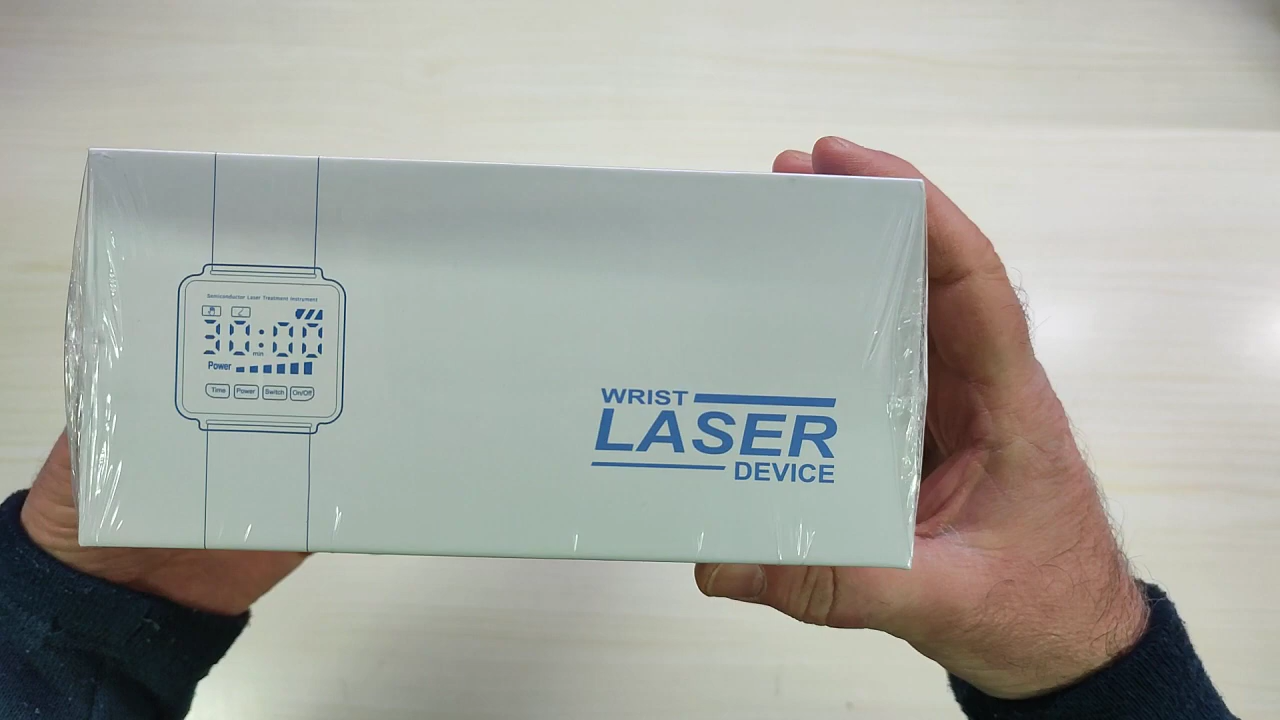 Semiconductor Laser Treatment Instrument
30:00
min
Power
Time Power Switch On/Off
WRIST
LASER
DEVICE